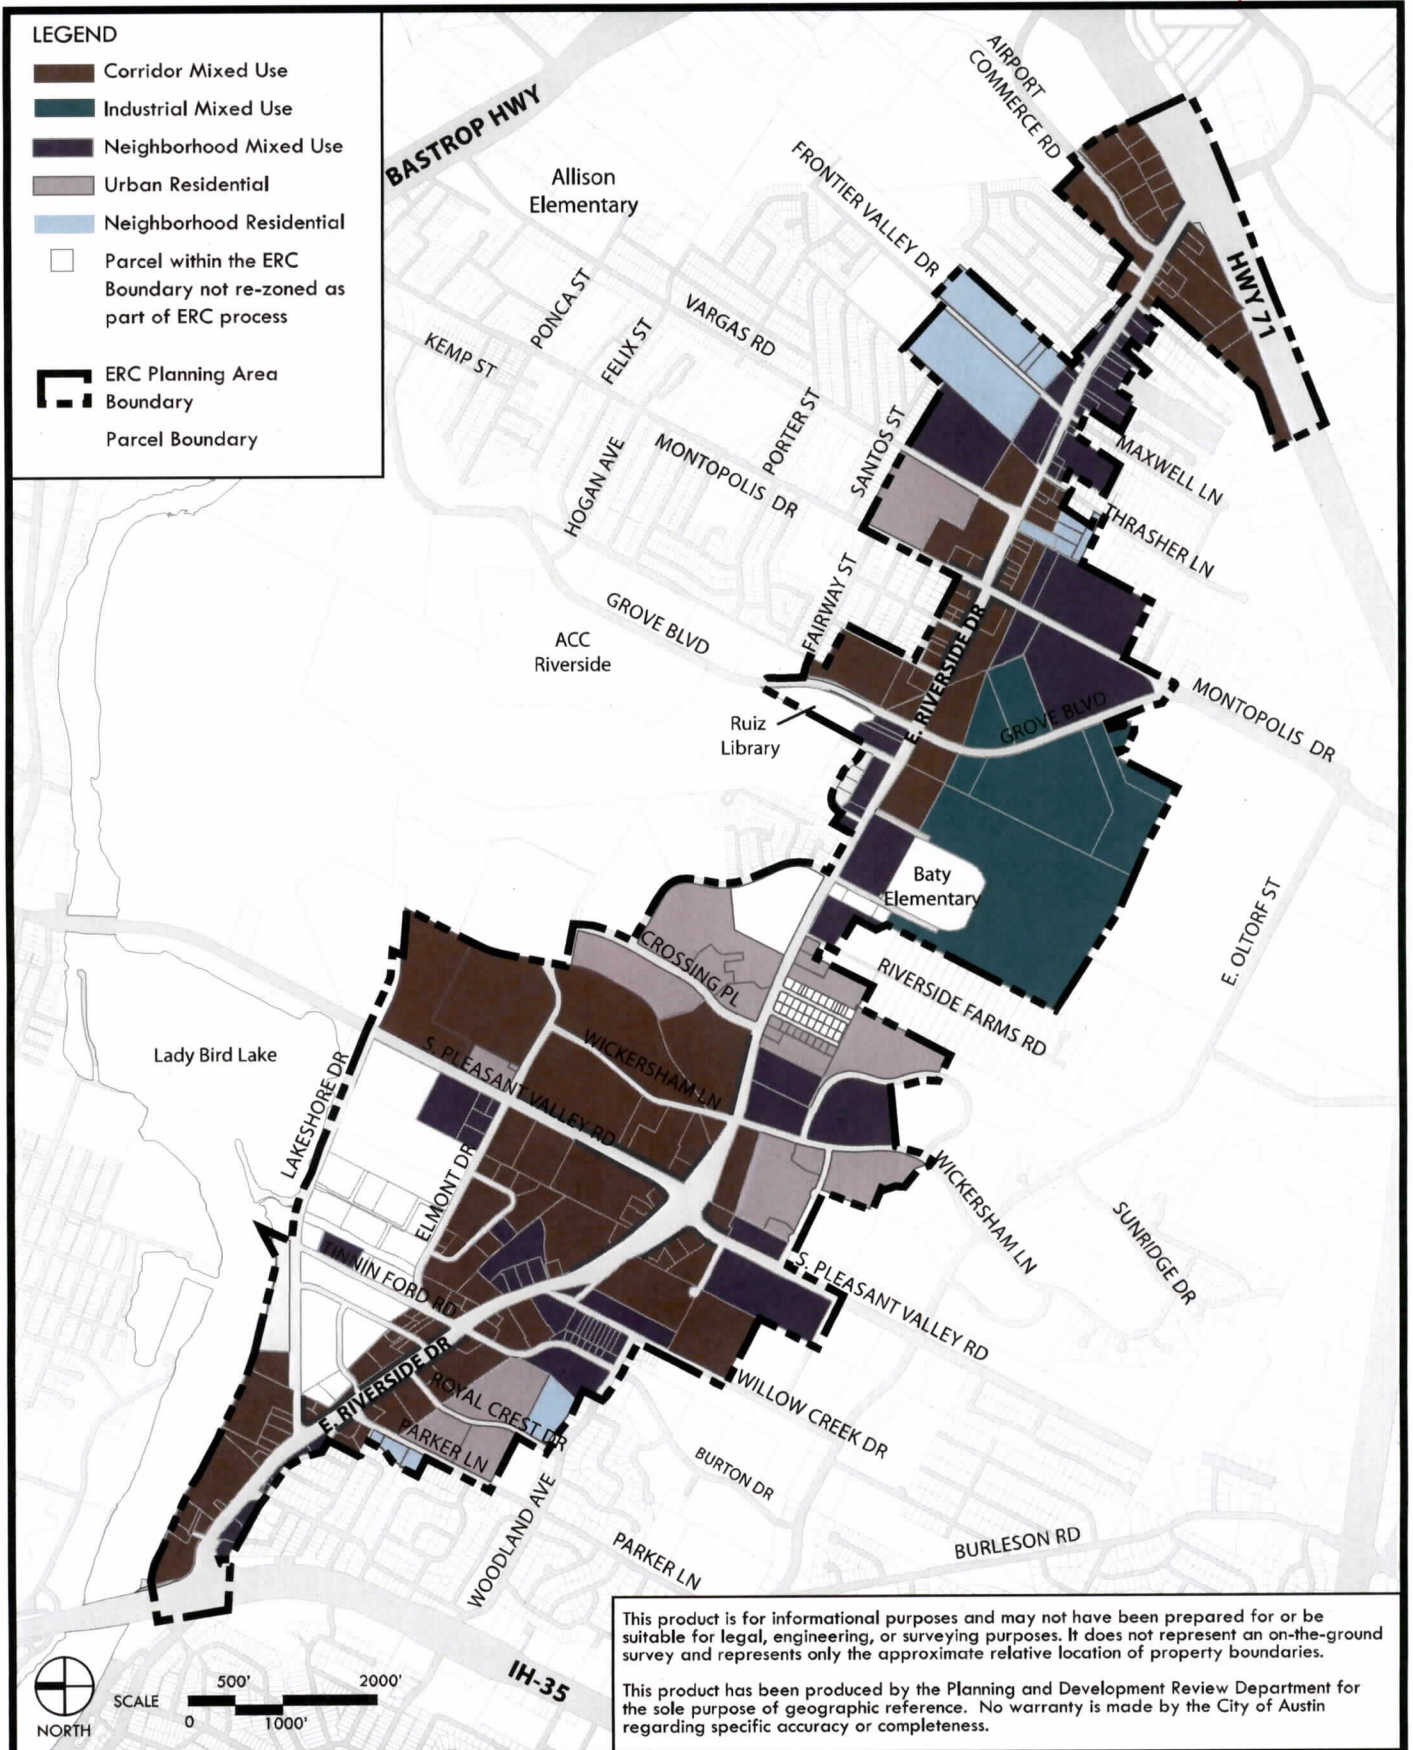 LEGEND
Corridor Mixed Use
Industrial Mixed Use
Neighborhood Mixed Use
Urban Residential
Neighborhood Residential
Parcel within the ERC
Boundary not re-zoned as
part of ERC process
ERC Planning Area
Boundary
Parcel Boundary
BASTROP HWY
AIRPORT
COMMERCE RD
Allison
Elementary
FRONTIER VALLEY DR
HWY 71
PONCA ST
VARGAS RD
FELIX ST
KEMP ST
PORTER ST
SANTOS ST
MAXWELL LN
HOGAN AVE
MONTOPOLIS DR
THRASHER LN
FAIRWAY ST
GROVE BLVD
ACC
Riverside
E. RIVERSIDE DR
MONTOPOLIS DR
GROVE BLVD
Ruiz
Library
Baty
Elementary
E. OLTORF ST
CROSSING PL
RIVERSIDE FARMS RD
Lady Bird Lake
LAKESHORE DR
S. PLEASANT VALLEY RD
WICKERSHAM LN
ELMONT DR
WICKERSHAM LN
SUNRIDGE DR
TINNIN FORD RD
S. PLEASANT VALLEY RD
E. RIVERSIDE DR
ROYAL CREST DR
WILLOW CREEK DR
PARKER LN
BURTON DR
WOODLAND AVE
PARKER LN
BURLESON RD
IH-35
NORTH
SCALE
500' 2000'
0 1000'
This product is for informational purposes and may not have been prepared for or be
suitable for legal, engineering, or surveying purposes. It does not represent an on-the-ground
survey and represents only the approximate relative location of property boundaries.
This product has been produced by the Planning and Development Review Department for
the sole purpose of geographic reference. No warranty is made by the City of Austin
regarding specific accuracy or completeness.